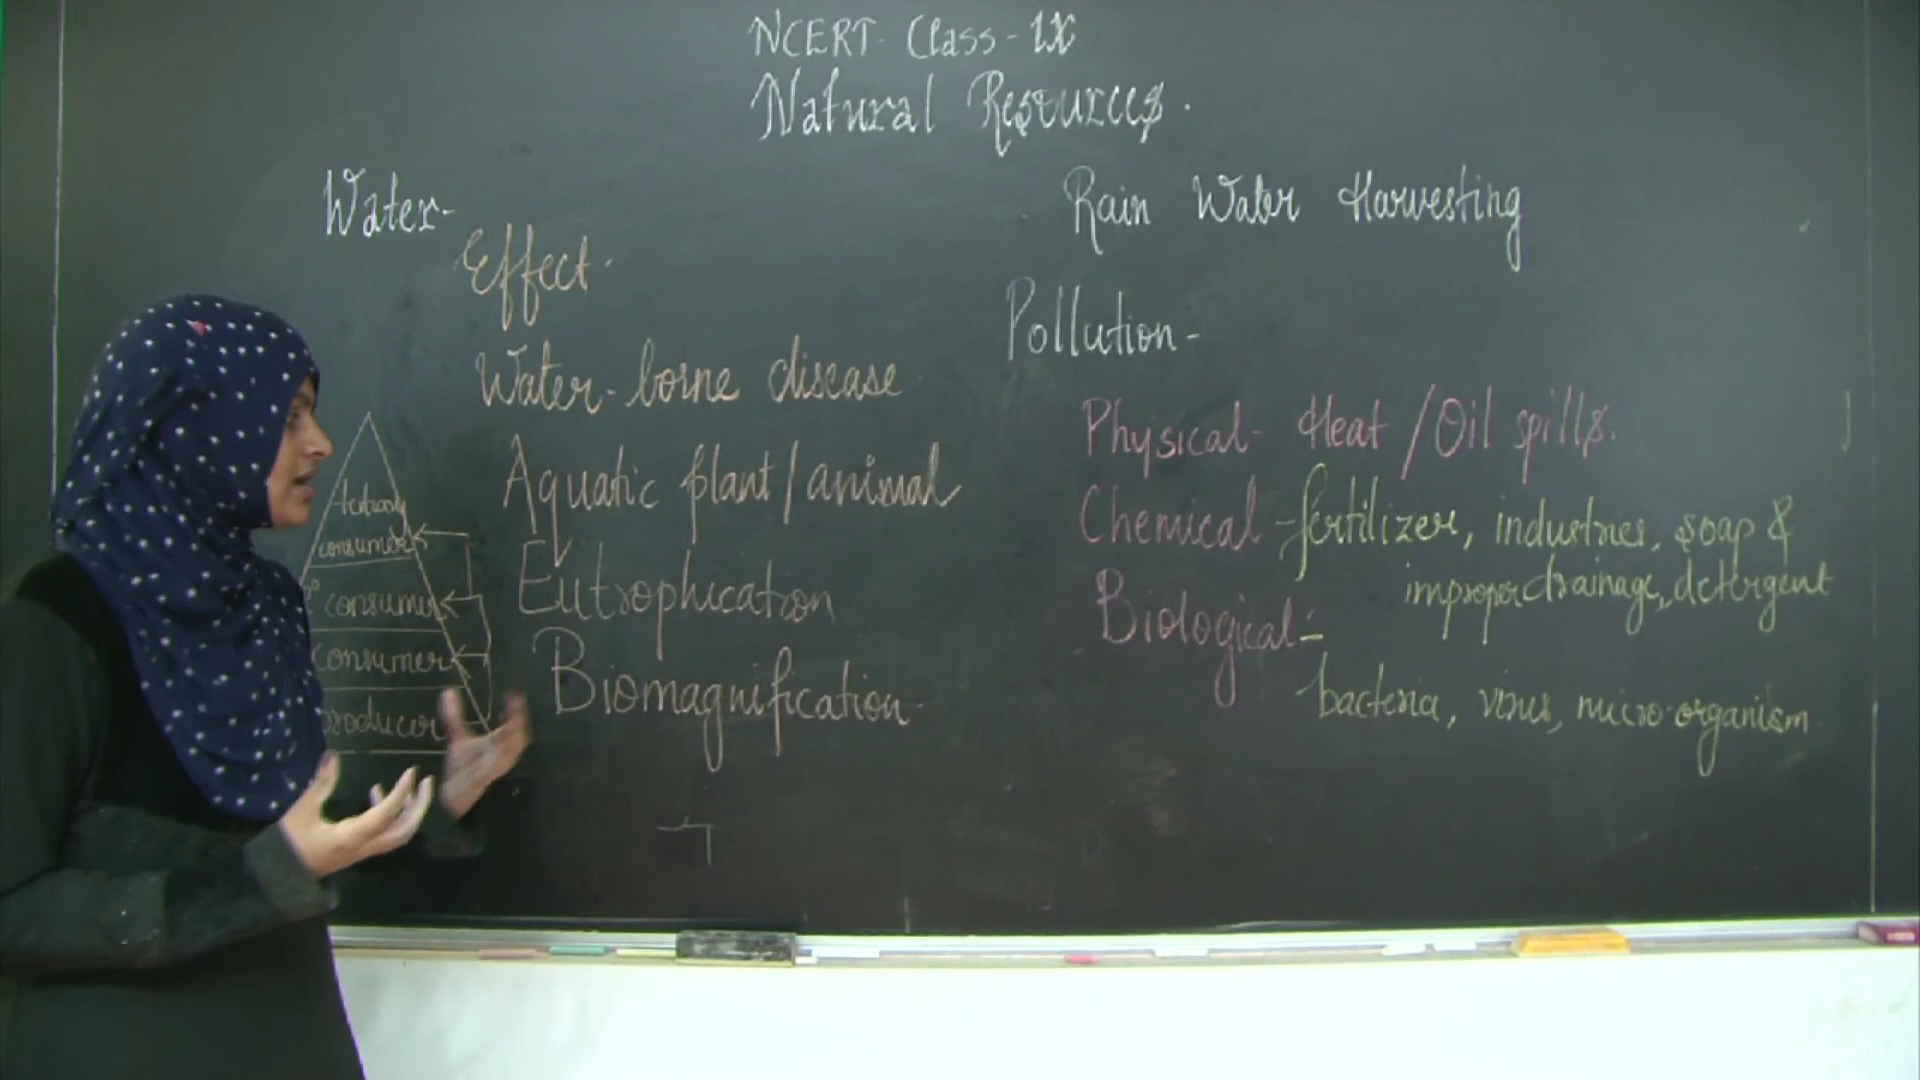 NCERT- Class - IX
Natural Resources.
Water-
Effect.
Water-borne disease
Aquatic plant/animal
Eutrophication
Biomagnification
tertiary
consumer
consumer
consumer
producer
Rain Water Harvesting
Pollution-
Physical- Heat /Oil spills.
Chemical -fertilizer, industries, soap &
improper drainage, detergent
Biological:-
bacteria, virus, micro-organism